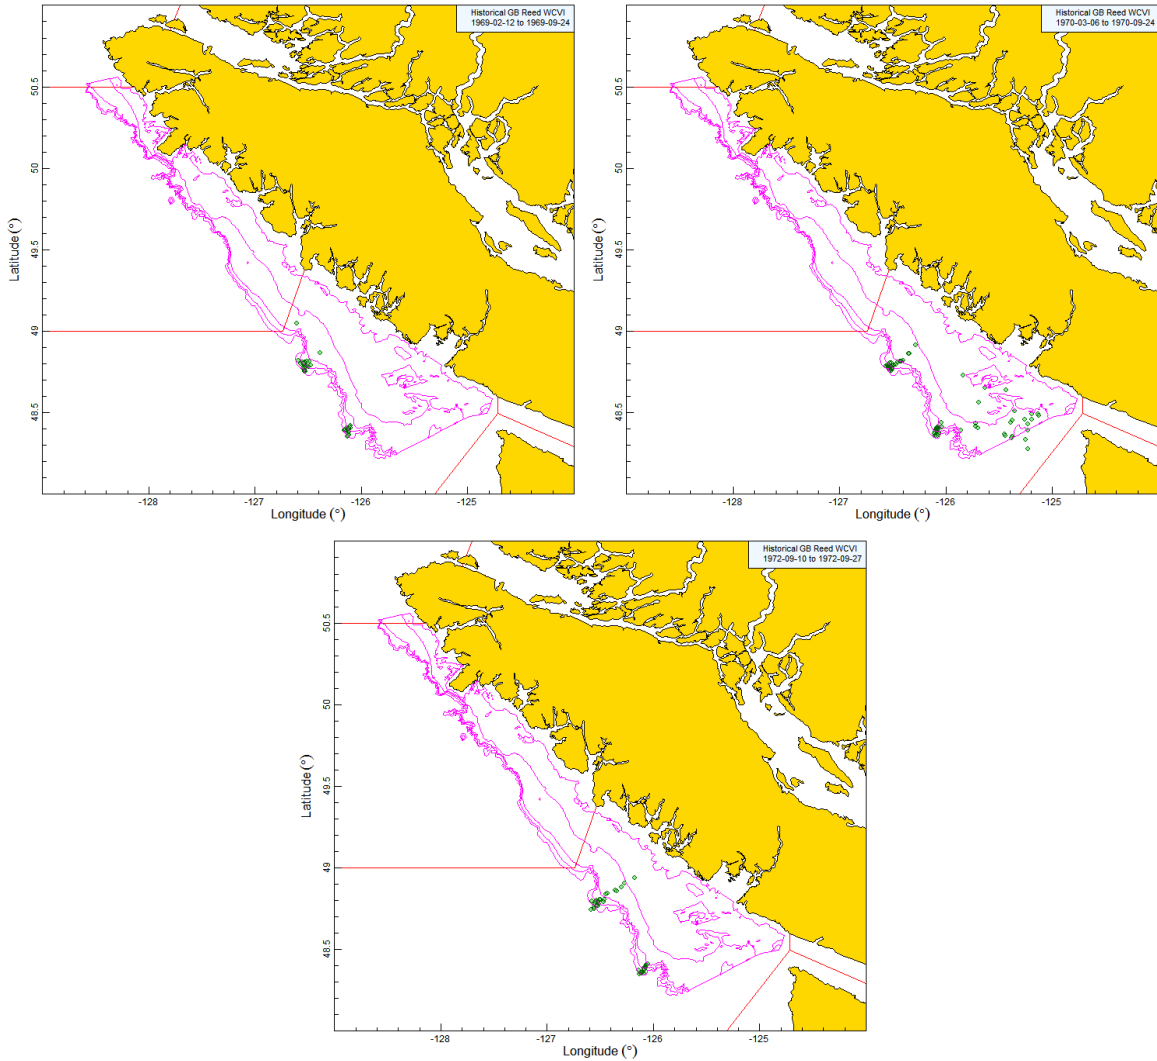 Historical GB Reed WCVI
1969-02-12 to 1969-09-24
50.5
50
49.5
49
48.5
Latitude (°)
-128
-127
-126
-125
Longitude (°)
Historical GB Reed WCVI
1970-03-06 to 1970-09-24
50.5
50
49.5
49
48.5
Latitude (°)
-128
-127
-126
-125
Longitude (°)
Historical GB Reed WCVI
1972-09-10 to 1972-09-27
50.5
50
49.5
49
48.5
Latitude (°)
-128
-127
-126
-125
Longitude (°)